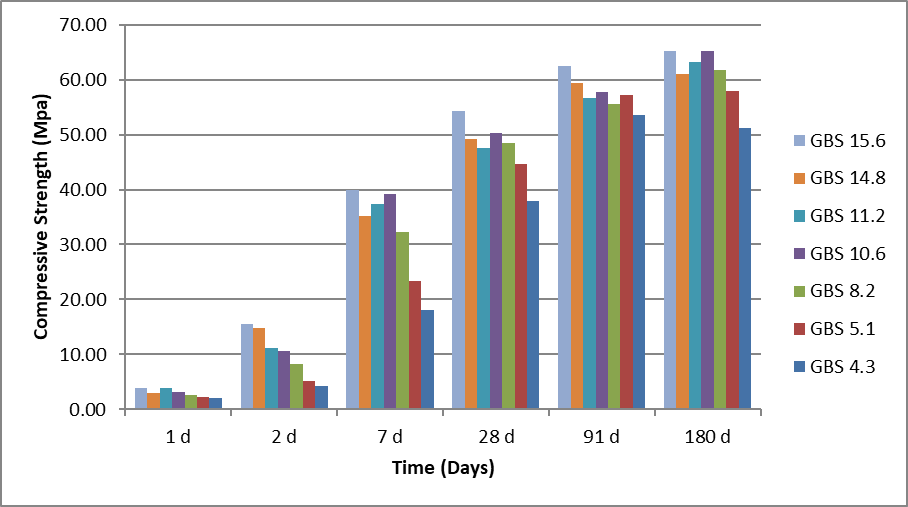 70.00
60.00
50.00
40.00
30.00
20.00
10.00
0.00
Compressive Strength (Mpa)
1 d 2 d 7 d 28 d 91 d 180 d
Time (Days)
GBS 15.6
GBS 14.8
GBS 11.2
GBS 10.6
GBS 8.2
GBS 5.1
GBS 4.3